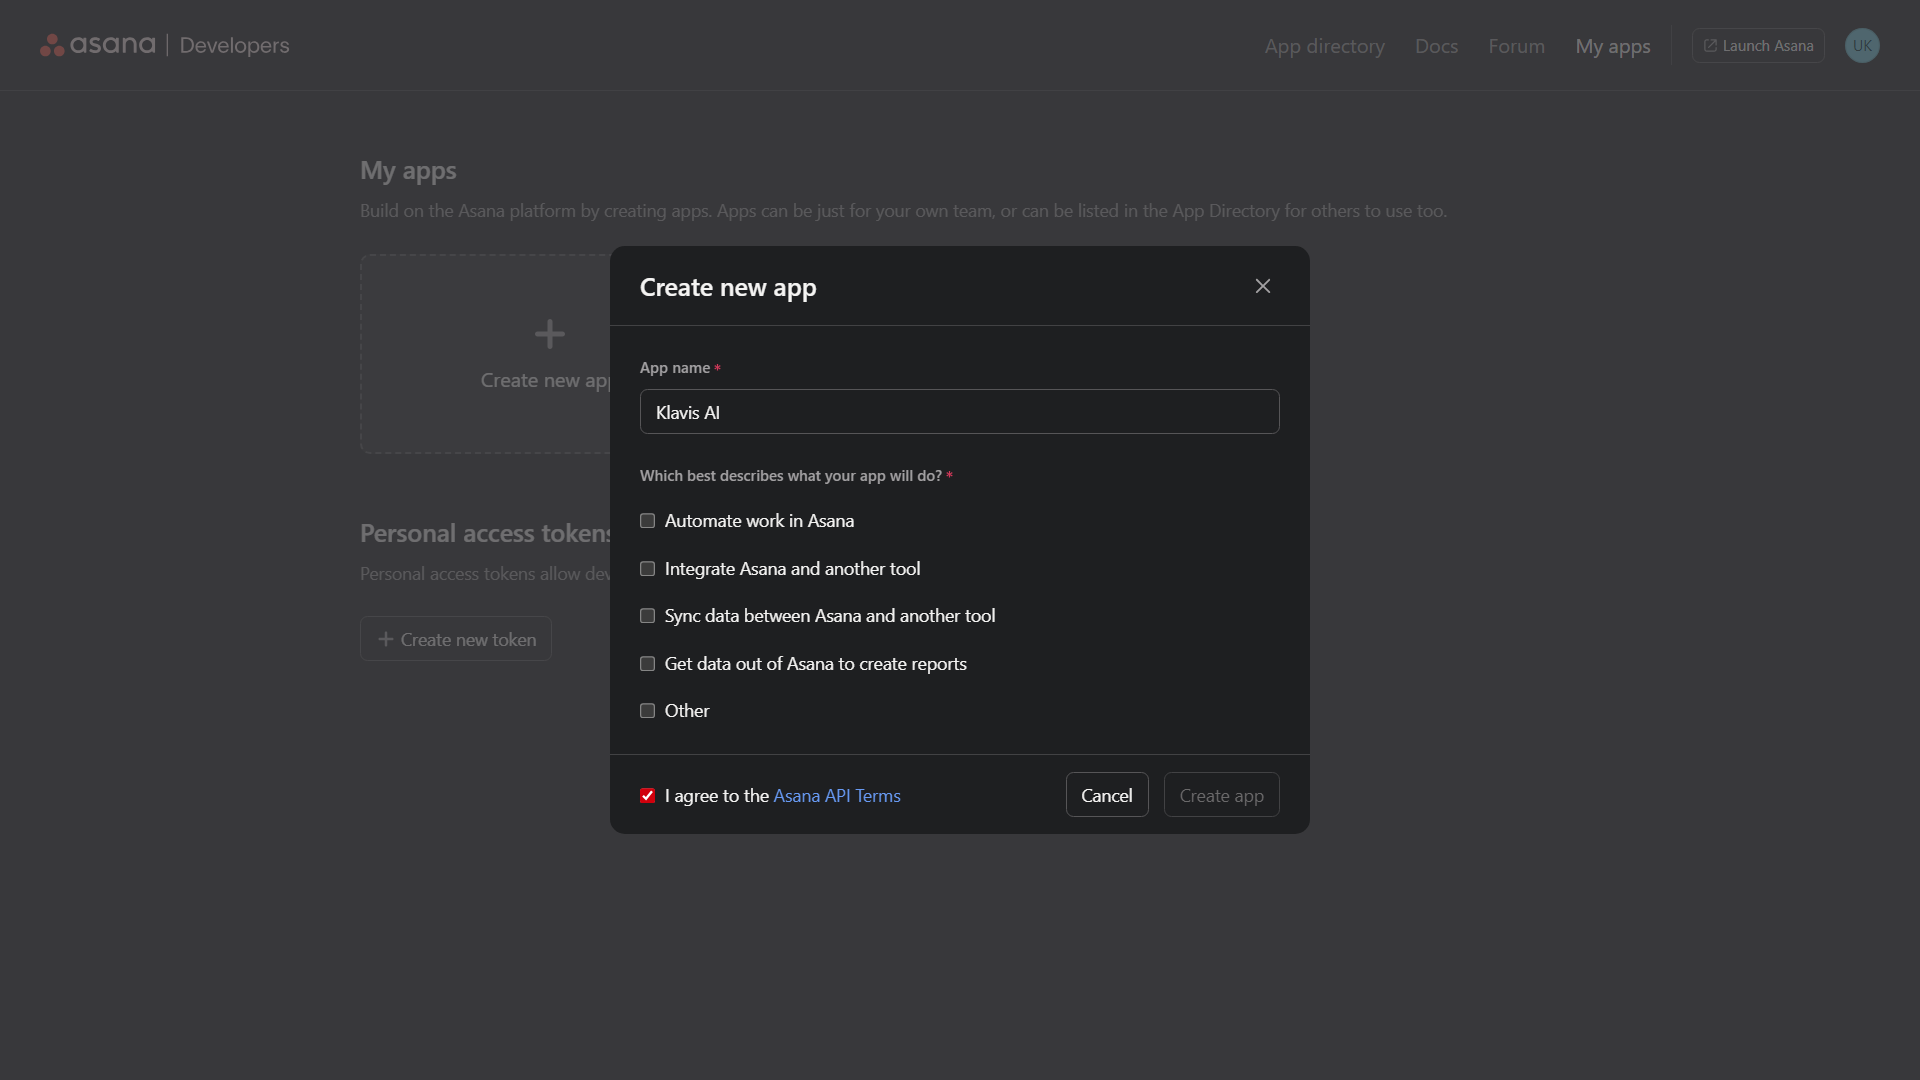 asana | Developers
App directory
Docs
Forum
My apps
Launch Asana
UK
My apps
Build on the Asana platform by creating apps. Apps can be just for your own team, or can be listed in the App Directory for others to use too.
Create new app
Create new app
App name *
Klavis AI
Which best describes what your app will do? *
Automate work in Asana
Integrate Asana and another tool
Sync data between Asana and another tool
Get data out of Asana to create reports
Other
Personal access tokens
Personal access tokens allow
Create new token
I agree to the Asana API Terms
Cancel
Create app